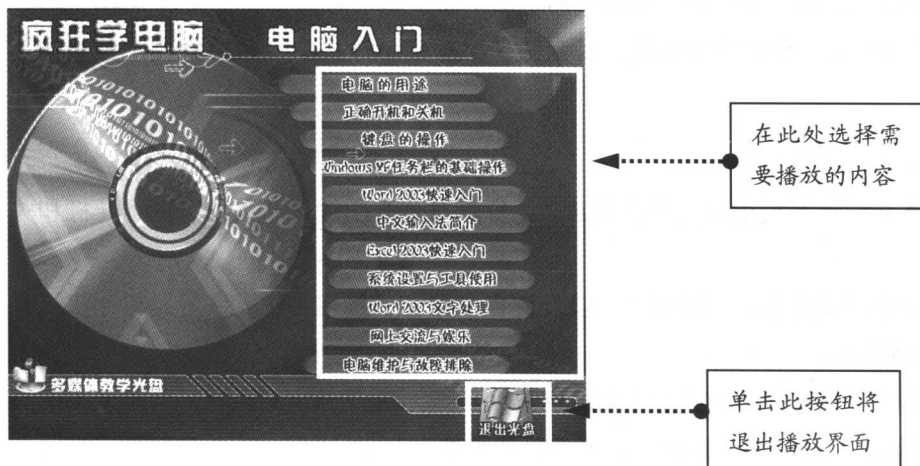 疯狂学电脑 电脑入门
电脑的用途
正确开机和关机
键盘的操作
Windows XP任务栏的基础操作
Word 2003快速入门
中文输入法简介
Excel 2003快速入门
系统设置与工具使用
Word 2003文字处理
网上交流与娱乐
电脑维护与故障排除
多媒体教学光盘
退出光盘
在此处选择需
要播放的内容
单击此按钮将
退出播放界面